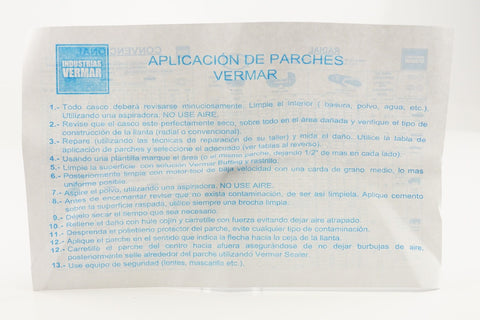 INDUSTRIAS
VERMAR
CONVENCIONAL
RADIAL
APLICACIÓN DE PARCHES
VERMAR
1.- Todo casco deberá revisarse minuciosamente. Limpie el interior ( basura, polvo, agua, etc.).
Utilizando una aspiradora. NO USE AIRE.
2.- Revise que el casco este perfectamente seco, sobre todo en el área dañada y ventifique el tipo de
construcción de la llanta (radial o convencional).
3.- Repare (utilizando las técnicas de reparación de su taller) y mida el daño. Utilice la tabla de
aplicación de parches y seleccione el adecuado (ver tablas al reverso).
4.- Usando una plantilla marque el área (o el mismo parche, dejando 1/2" de mas en cada lado).
5.- Limpie la superficie con solución Vermar Buffing y rastrillo.
6.- Posteriormente limpie con motor-tool de baja velocidad con una carda de grano medio, lo mas
uniforme posible.
7.- Aspire el polvo, utilizando una aspiradora. NO USE AIRE.
8.- Antes de encementar revise que no exista contaminación, de ser así limpiela. Aplique cemento
sobre la superficie raspada, utilice siempre una brocha limpia.
9.- Déjelo secar el tiempo que sea necesario.
10.- Rellene el daño con hule cojín y carretille con fuerza evitando dejar aire atrapado.
11.- Desprenda el polietileno protector del parche, evite cualquier tipo de contaminación.
12.- Aplique el parche en el sentido que indica la flecha hacia la ceja de la llanta.
12.- Carretille el parche del centro hacia afuera asegurándose de no dejar burbujas de aire,
posteriormente selle alrededor del parche utilizando Vermar Sealer.
13.- Use equipo de seguridad (lentes, mascarilla etc.).